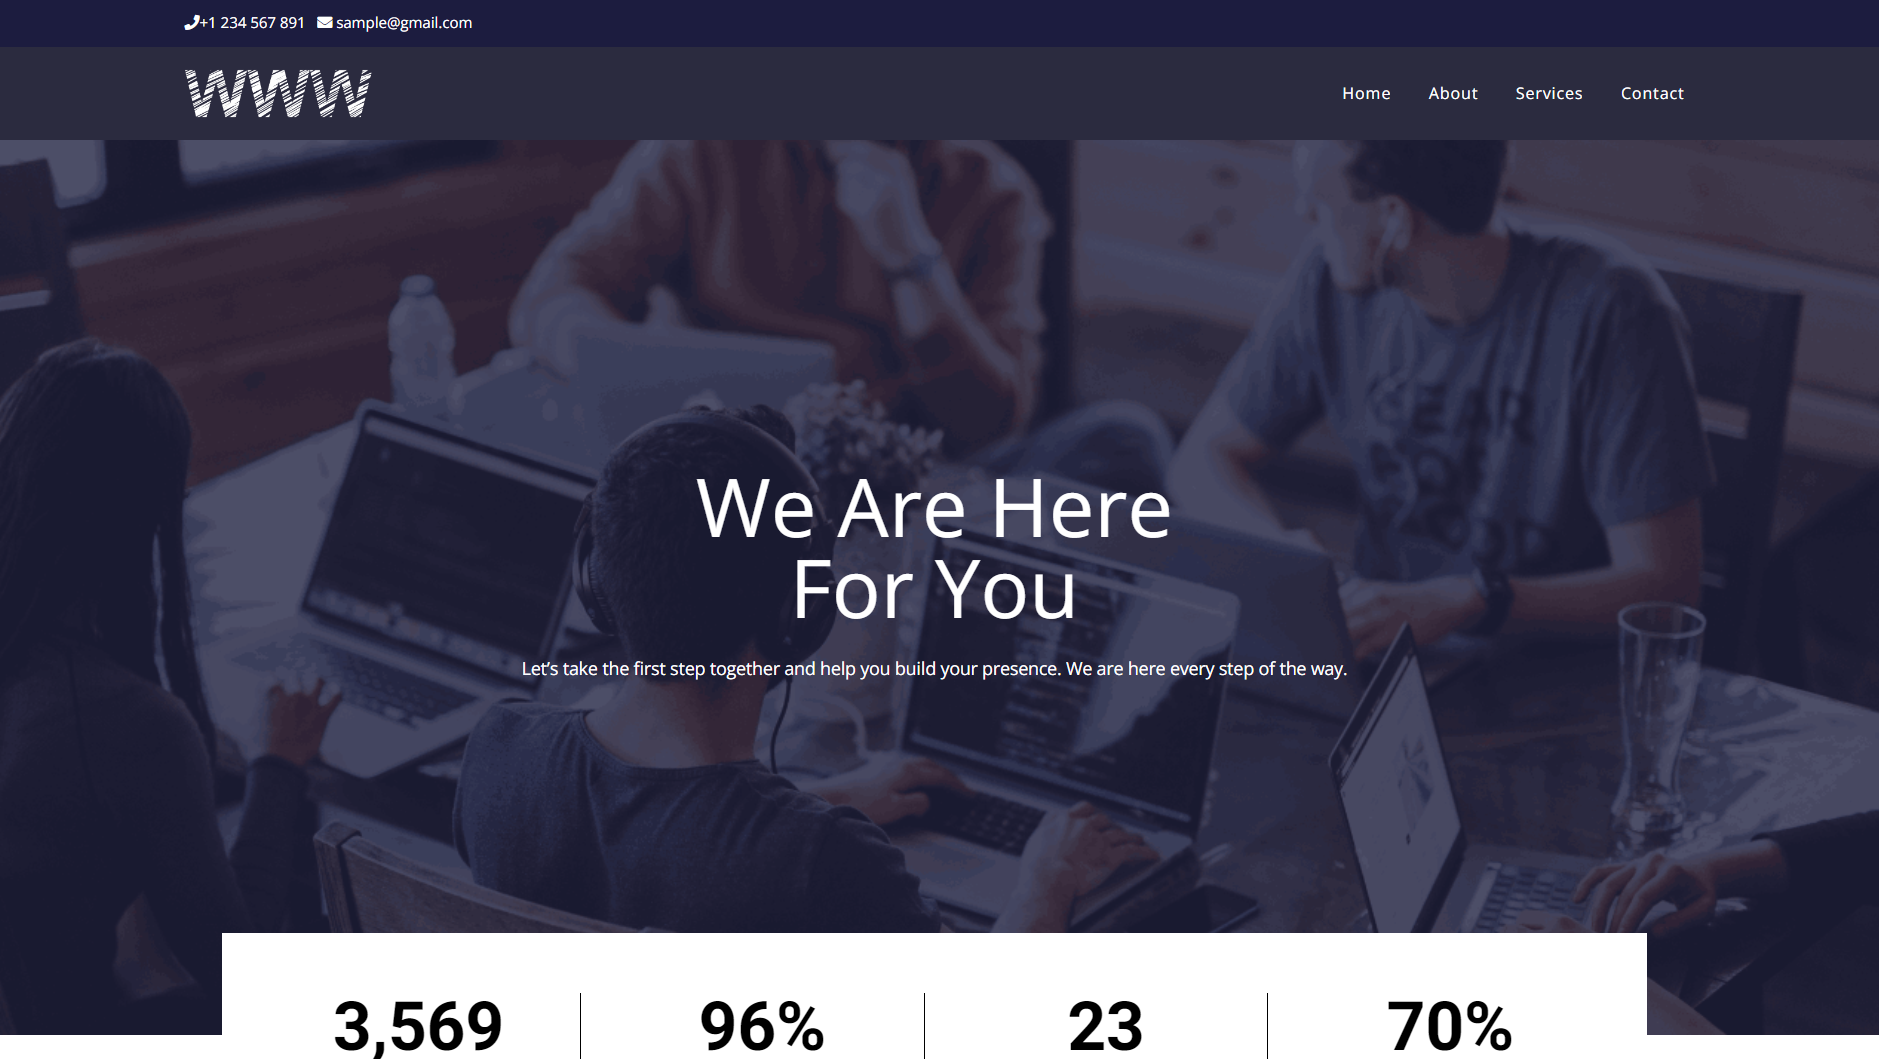 +1 234 567 891 sample@gmail.com
WWW
Home About Services Contact
We Are Here
For You
Let’s take the first step together and help you build your presence. We are here every step of the way.
3,569 96% 23 70%